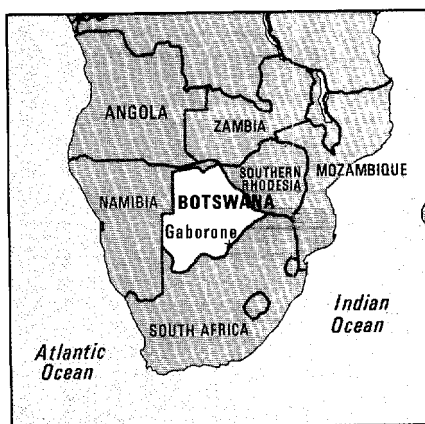 ANGOLA
ZAMBIA
MOZAMBIQUE
SOUTHERN
RHODESIA
NAMIBIA
BOTSWANA
Gaborone
SOUTH AFRICA
Indian
Ocean
Atlantic
Ocean